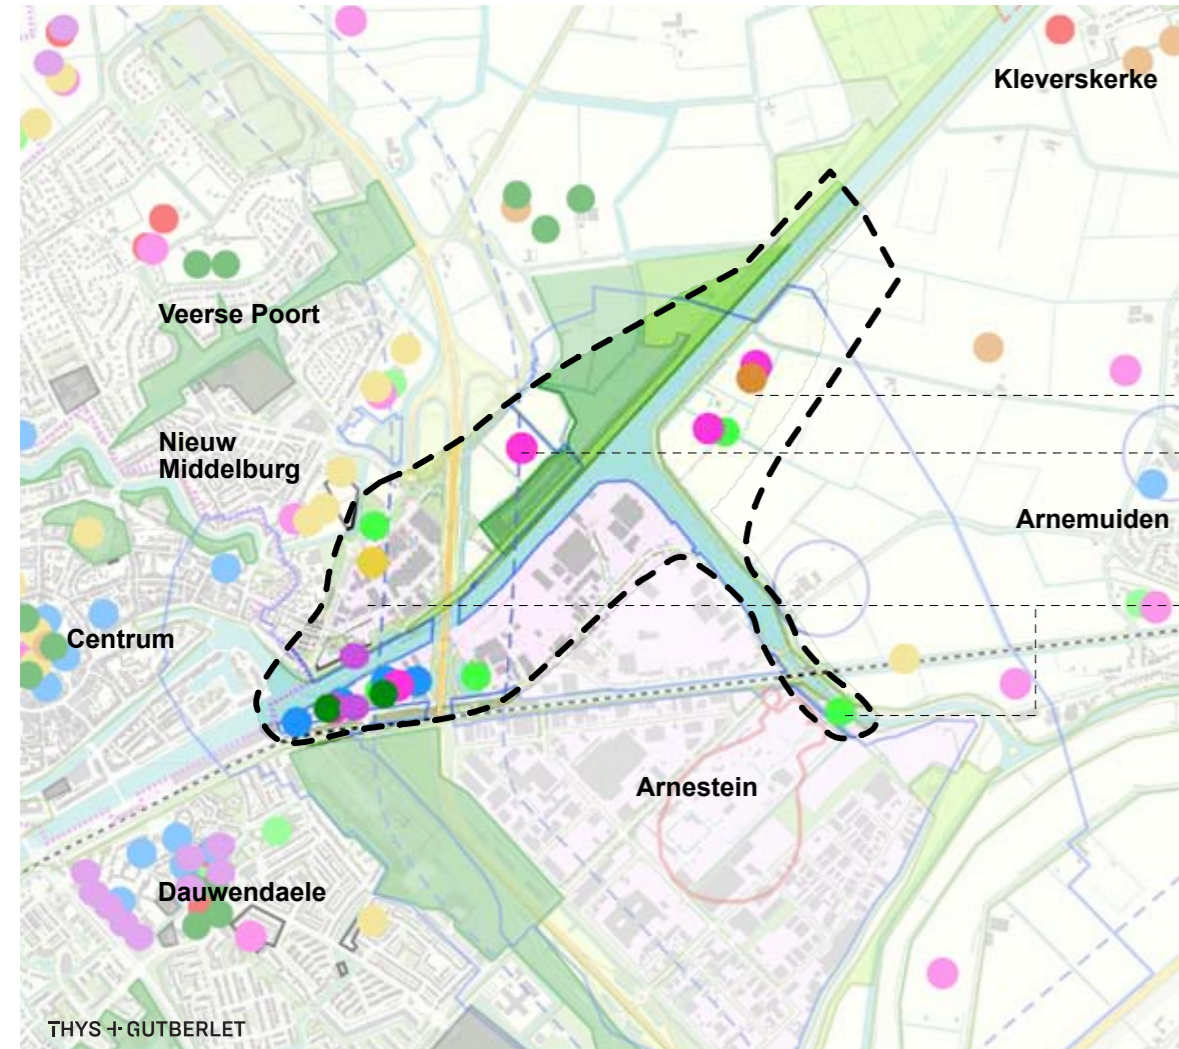 Kleverskerke
Veerse Poort
Nieuw
Middelburg
Arnemuiden
Centrum
Arnestein
Dauwendaele
THYS + GUTBERLET